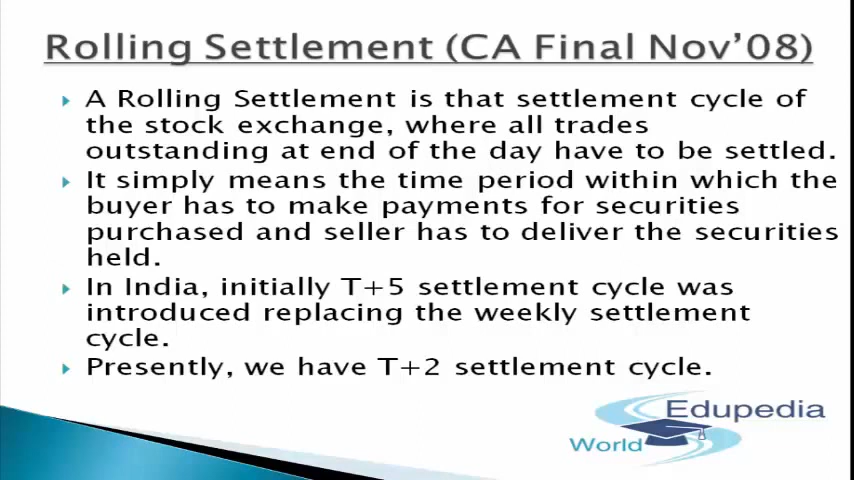 Rolling Settlement (CA Final Nov'08)
A Rolling Settlement is that settlement cycle of
the stock exchange, where all trades
outstanding at end of the day have to be settled.
It simply means the time period within which the
buyer has to make payments for securities
purchased and seller has to deliver the securities
held.
In India, initially T+5 settlement cycle was
introduced replacing the weekly settlement
cycle.
Presently, we have T+2 settlement cycle.
Edupedia
World